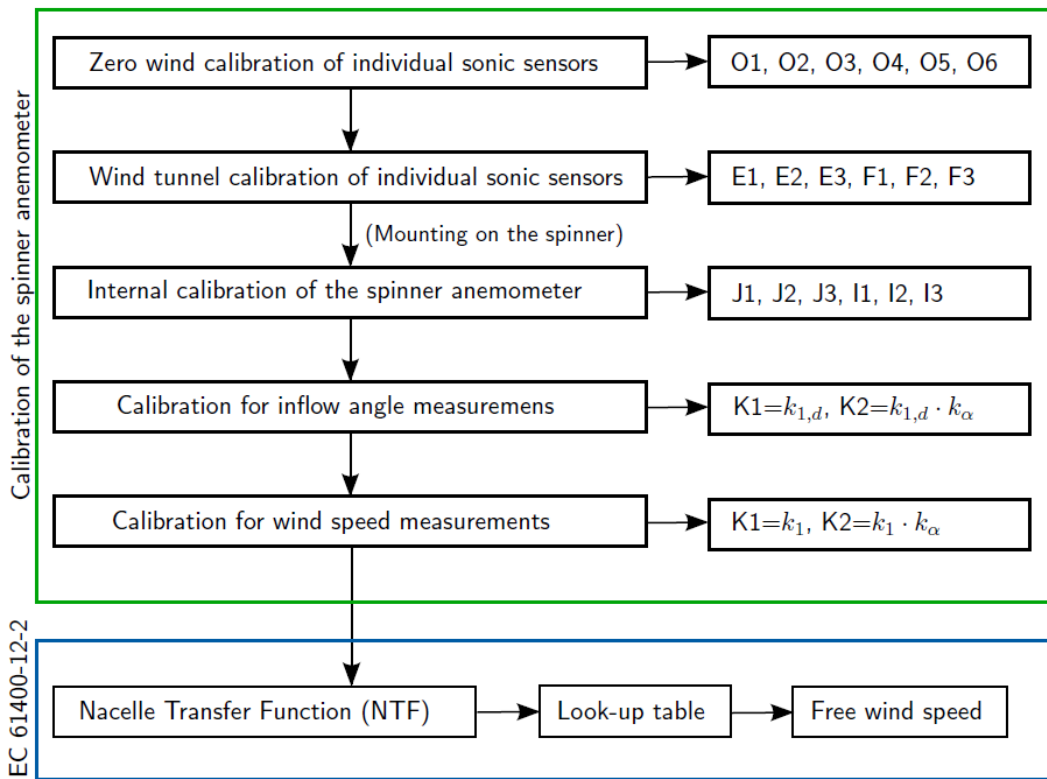 Calibration of the spinner anemometer
Zero wind calibration of individual sonic sensors
O1, O2, O3, O4, O5, O6
Wind tunnel calibration of individual sonic sensors
E1, E2, E3, F1, F2, F3
(Mounting on the spinner)
Internal calibration of the spinner anemometer
J1, J2, J3, I1, I2, I3
Calibration for inflow angle measuremens
K1=k₁,d, K2=k₁,d · kα
Calibration for wind speed measurements
K1=k₁, K2=k₁ · kα
EC 61400-12-2
Nacelle Transfer Function (NTF)
Look-up table
Free wind speed